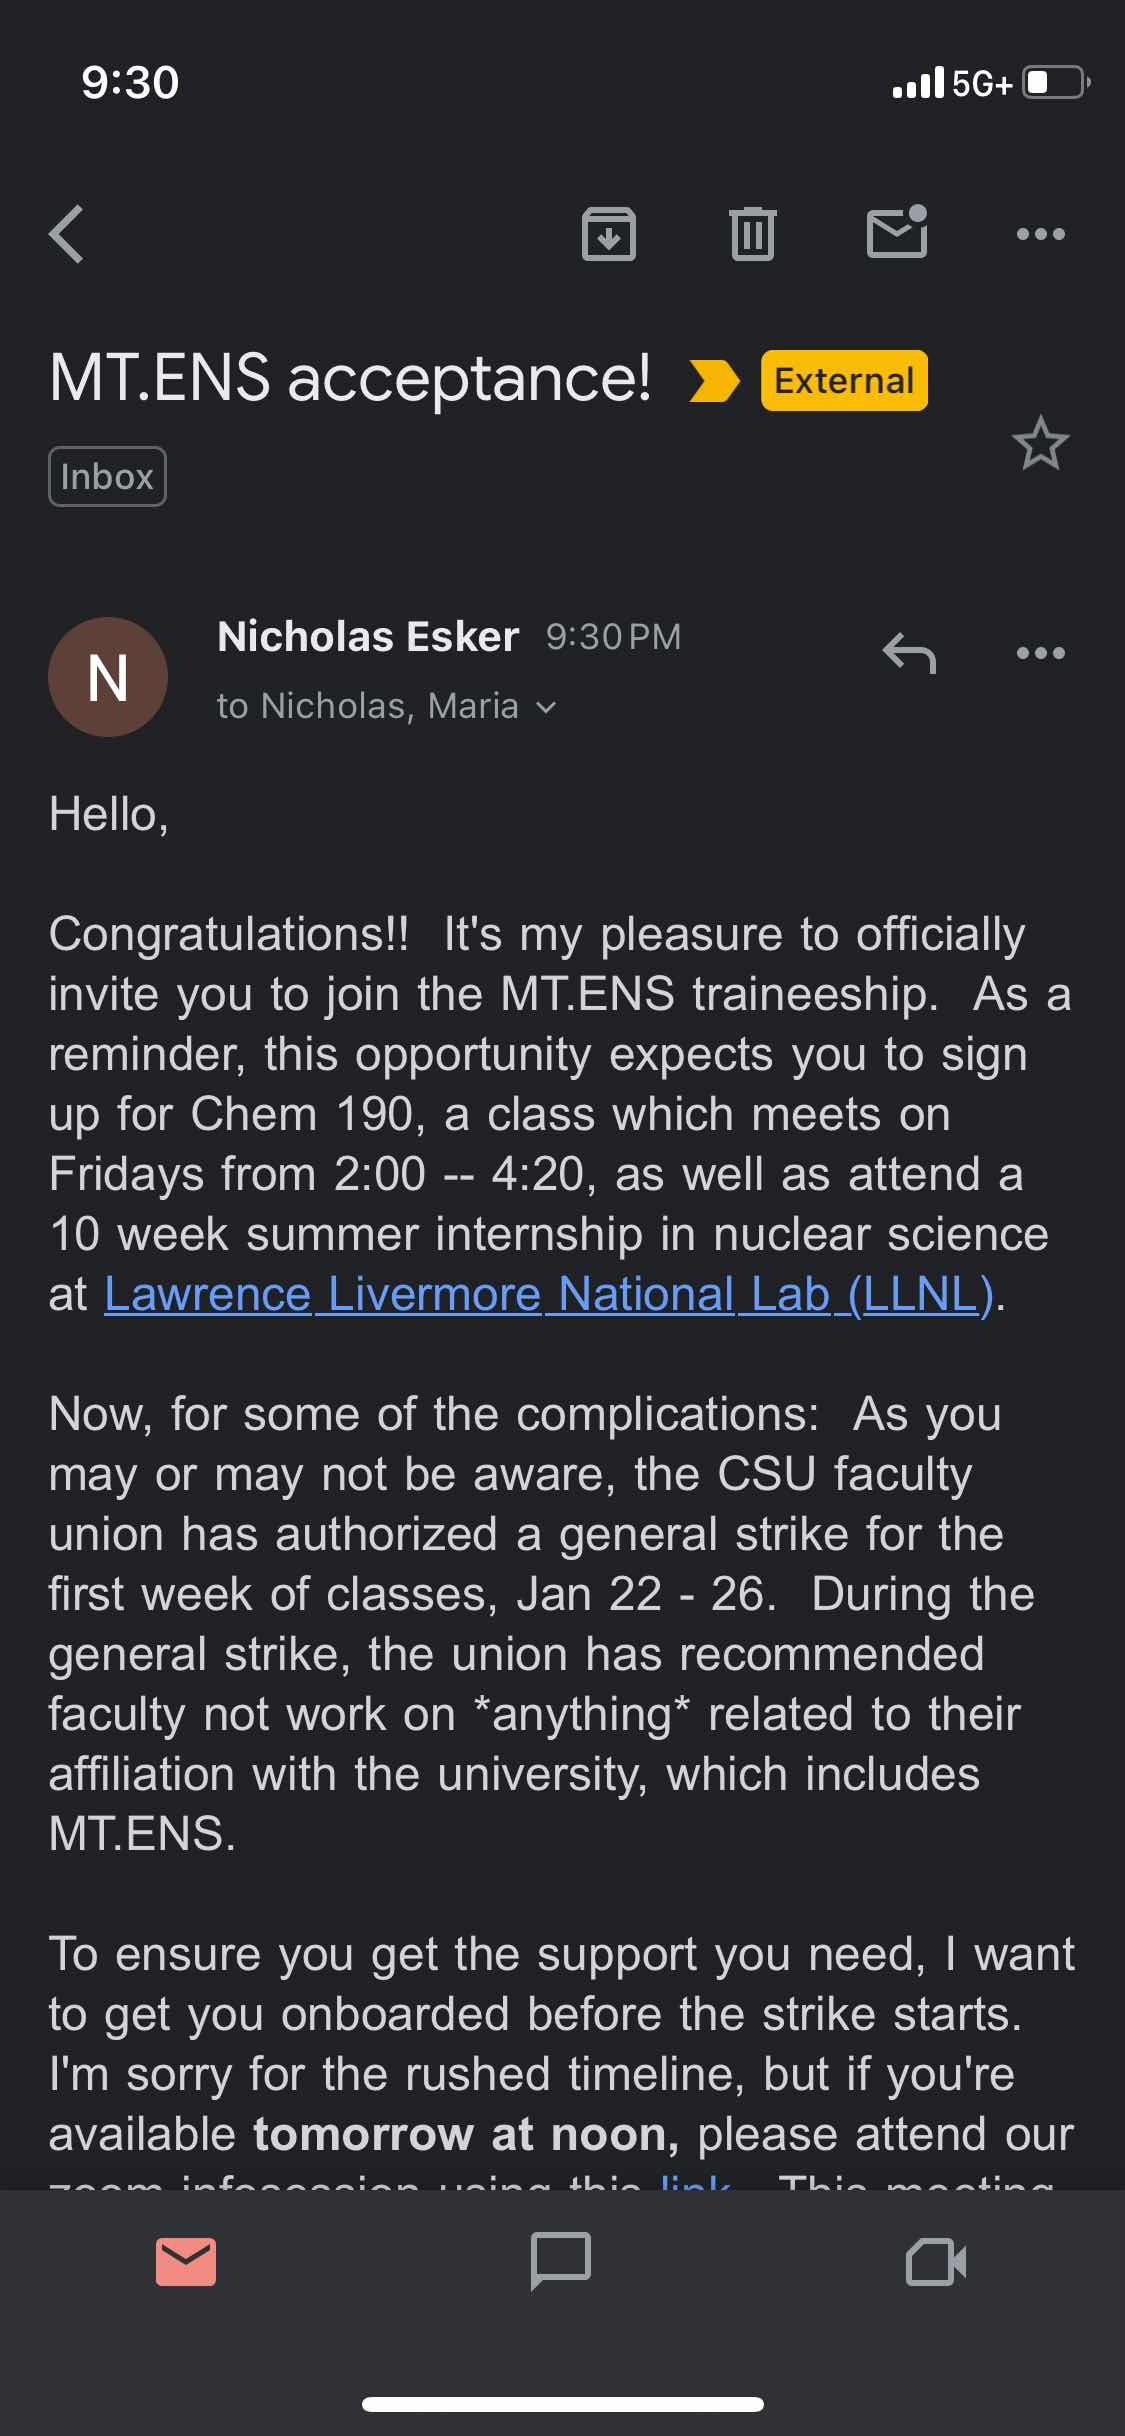 9:30 5G+
MT.ENS acceptance! External
Inbox
N
Nicholas Esker 9:30 PM
to Nicholas, Maria
Hello,
Congratulations!!  It's my pleasure to officially
invite you to join the MT.ENS traineeship.  As a
reminder, this opportunity expects you to sign
up for Chem 190, a class which meets on
Fridays from 2:00 -- 4:20, as well as attend a
10 week summer internship in nuclear science
at Lawrence Livermore National Lab (LLNL).
Now, for some of the complications:  As you
may or may not be aware, the CSU faculty
union has authorized a general strike for the
first week of classes, Jan 22 - 26.  During the
general strike, the union has recommended
faculty not work on *anything* related to their
affiliation with the university, which includes
MT.ENS.
To ensure you get the support you need, I want
to get you onboarded before the strike starts.
I'm sorry for the rushed timeline, but if you're
available tomorrow at noon, please attend our
zoom infosession using this link.  This meeting